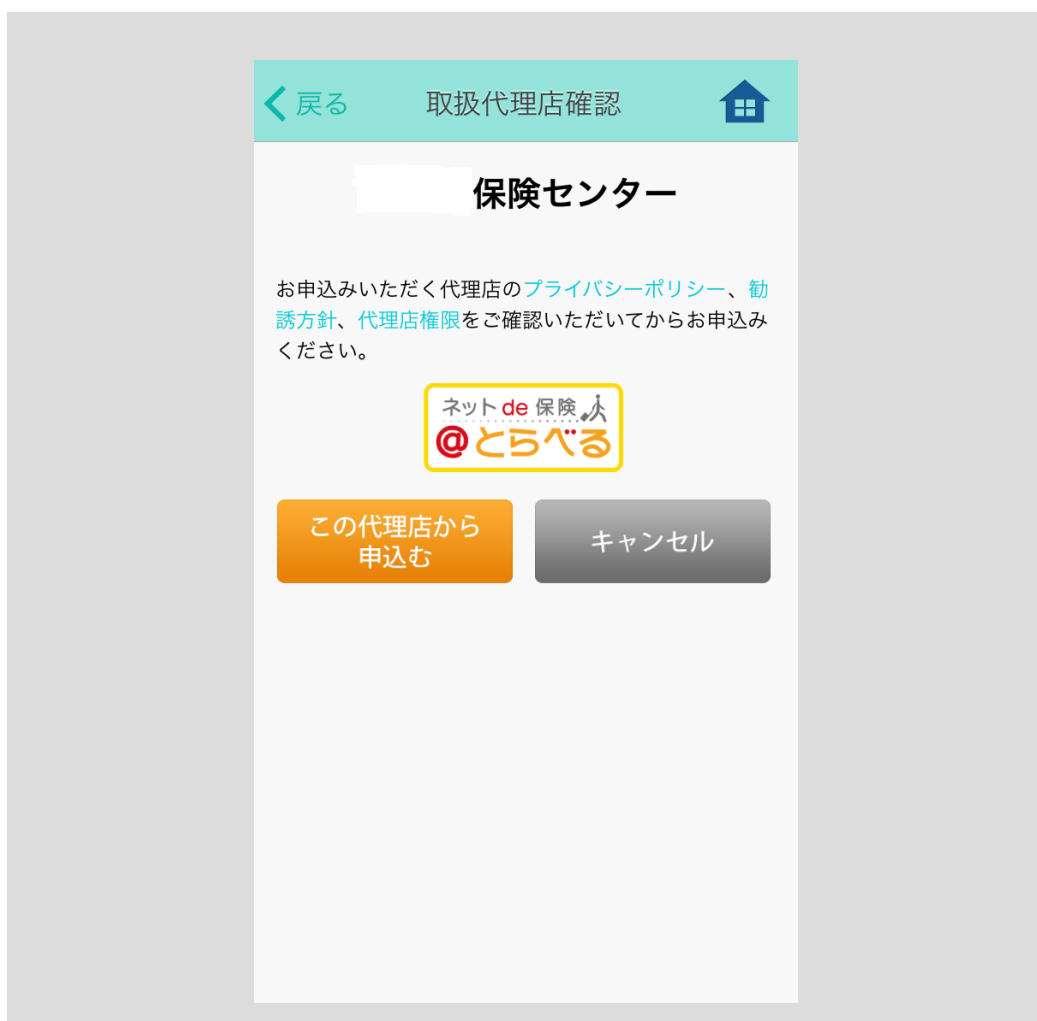 戻る 取扱代理店確認
保険センター
お申込みいただく代理店のプライバシーポリシー、勧
誘方針、代理店権限をご確認いただいてからお申込み
ください。
ネット de 保険
@とらべる
この代理店から
申込む
キャンセル